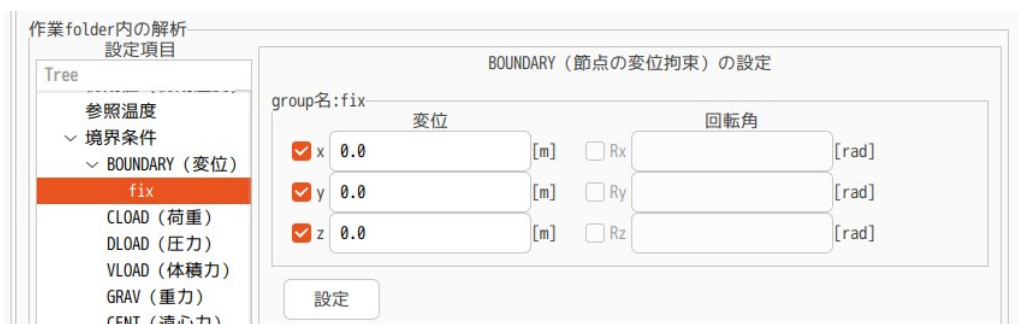 作業folder内の解析
設定項目
Tree
参照温度
境界条件
BOUNDARY (変位)
fix
CLOAD (荷重)
DLOAD (圧力)
VLOAD (体積力)
GRAV (重力)
CENT (遠心力)
BOUNDARY (節点の変位拘束) の設定
group名:fix
変位 回転角
x 0.0 [m] Rx [rad]
y 0.0 [m] Ry [rad]
z 0.0 [m] Rz [rad]
設定